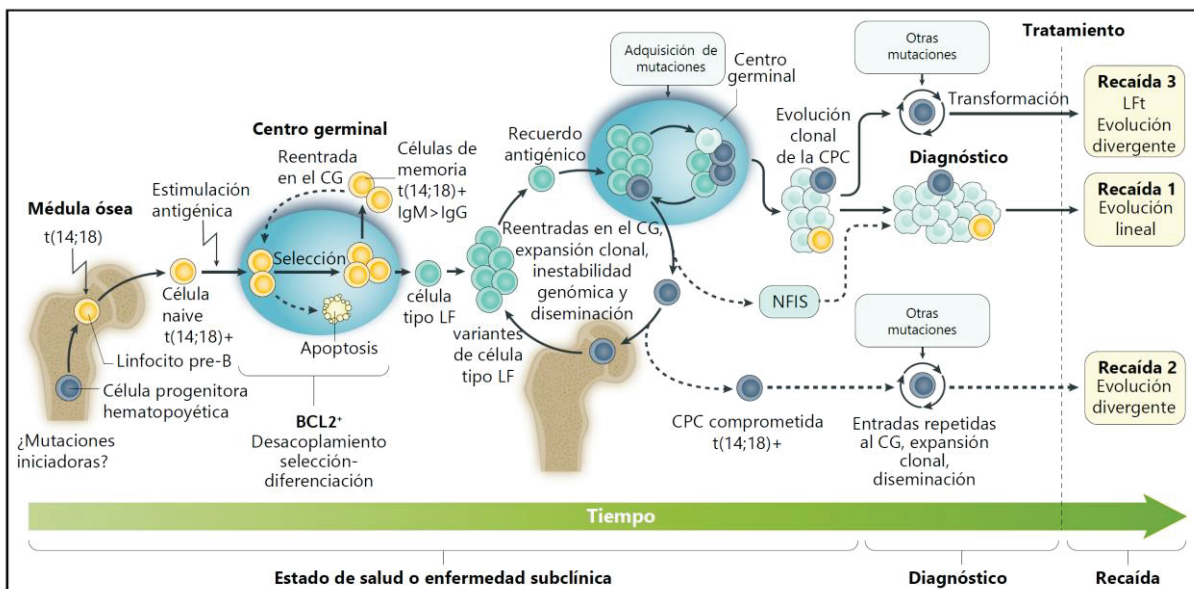 Médula ósea
t(14;18)
Célula
naive
t(14;18)+
Linfocito pre-B
Célula progenitora
hematopoyética
¿Mutaciones
iniciadoras?
Estimulación
antigénica
Centro germinal
Reentrada
en el CG
Células de
memoria
t(14;18)+
IgM>IgG
Selección
Apoptosis
BCL2+
Desacoplamiento
selección-
diferenciación
célula
tipo LF
variantes
de célula
tipo LF
Recuerdo
antigénico
Adquisición de
mutaciones
Centro
germinal
Reentradas en el CG,
expansión clonal,
inestabilidad
genómica y
diseminación
Evolución
clonal
de la CPC
NFIS
CPC comprometida
t(14;18)+
Otras
mutaciones
Transformación
Diagnóstico
Otras
mutaciones
Entradas repetidas
al CG, expansión
clonal,
diseminación
Tratamiento
Recaída 3
LFt
Evolución
divergente
Recaída 1
Evolución
lineal
Recaída 2
Evolución
divergente
Tiempo
Estado de salud o enfermedad subclínica
Diagnóstico
Recaída